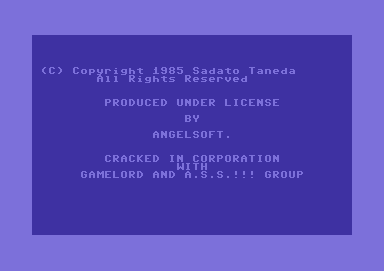 (C) Copyright 1985 Sadato Taneda
All Rights Reserved
PRODUCED UNDER LICENSE
BY
ANGELSOFT.
CRACKED IN CORPORATION
WITH
GAMELORD AND A.S.S.!!! GROUP